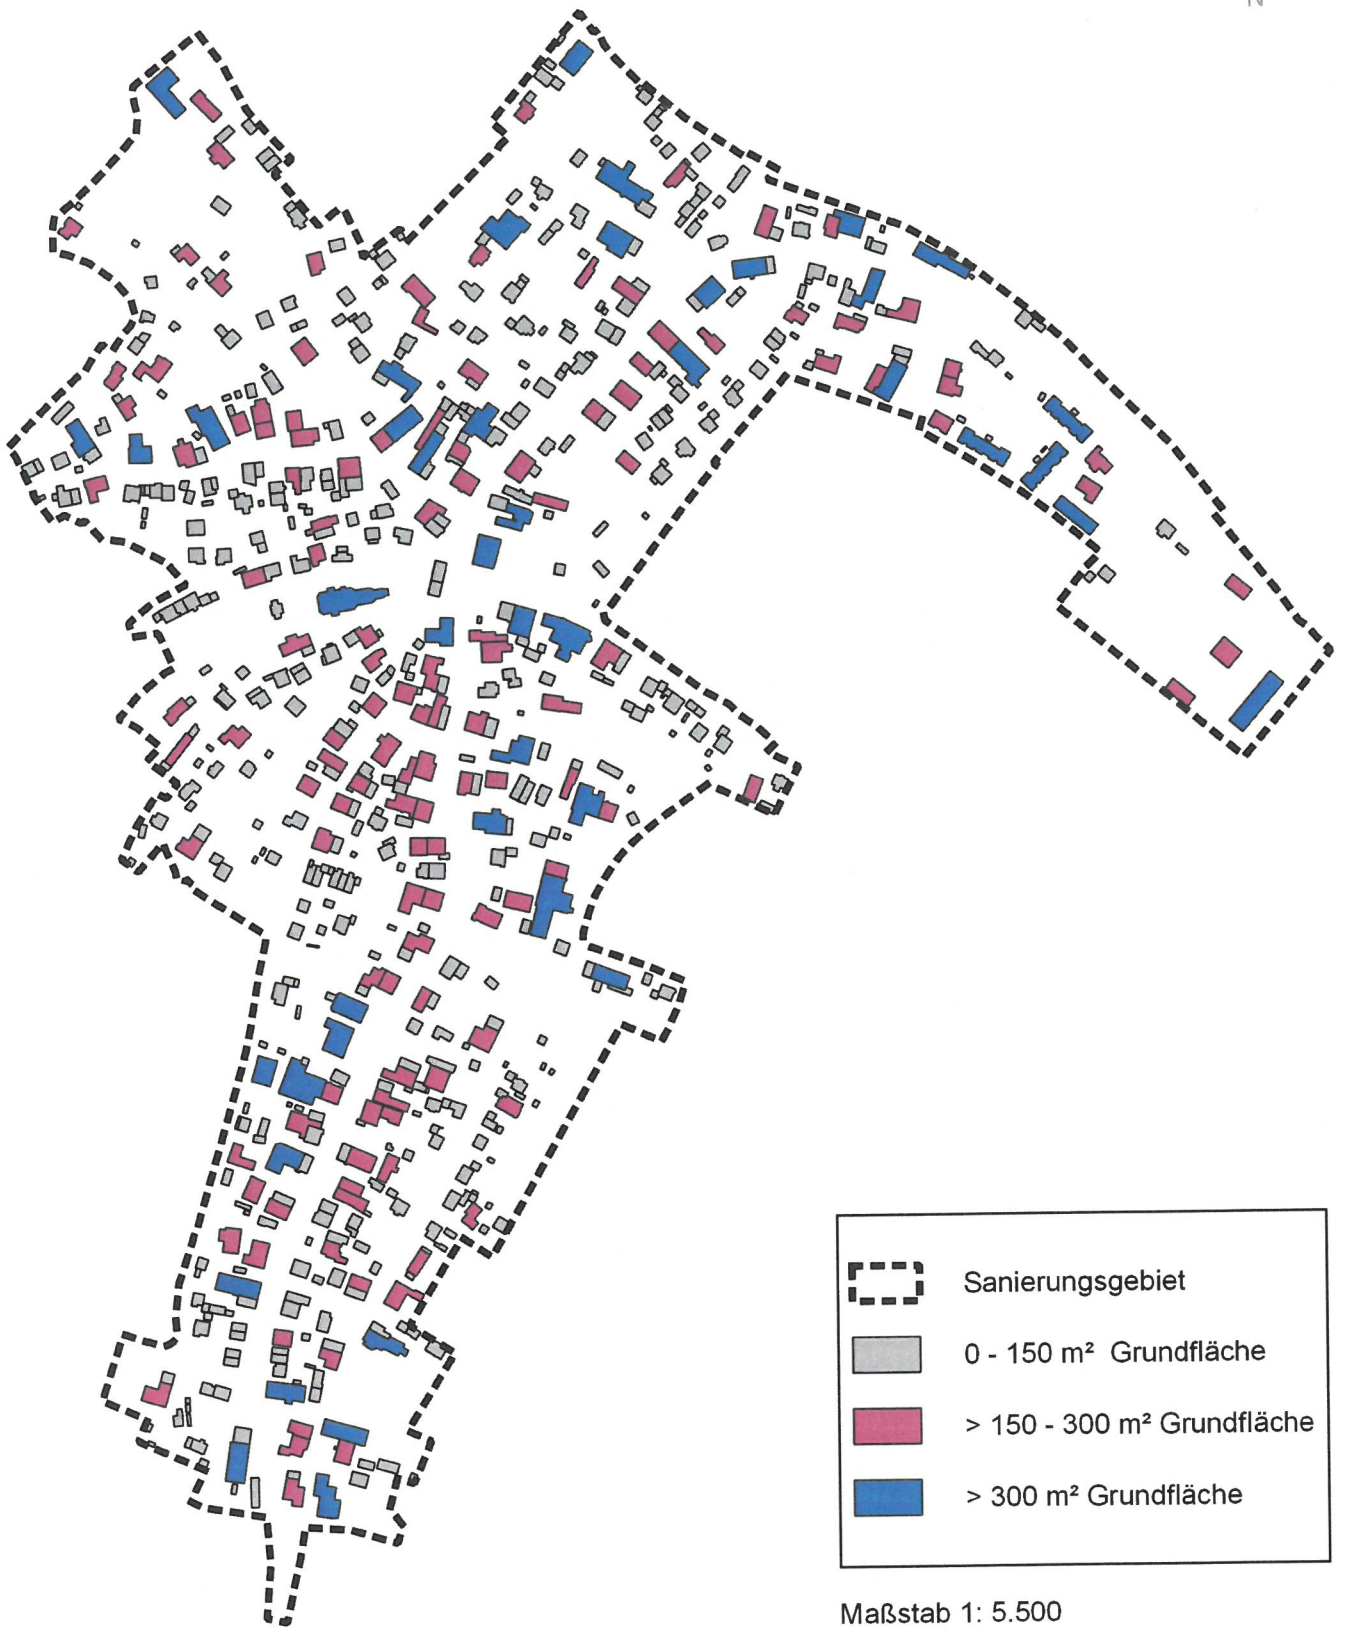 N
Sanierungsgebiet
0 - 150 m² Grundfläche
> 150 - 300 m² Grundfläche
> 300 m² Grundfläche
Maßstab 1: 5.500